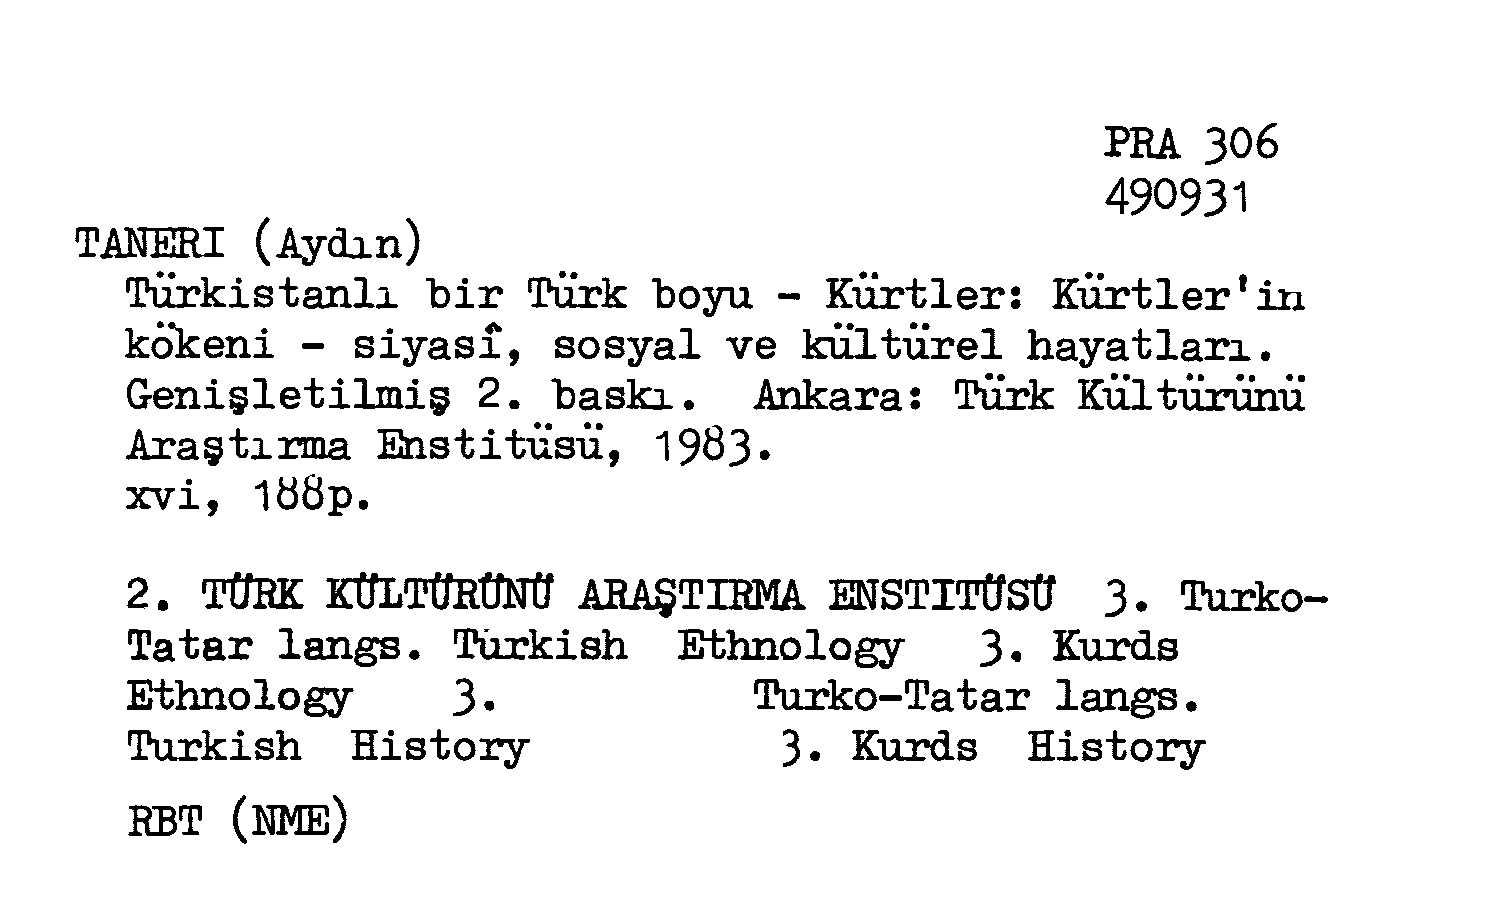 PRA 306
490931
TANERI (Aydın)
Türkistanlı bir Türk boyu - Kürtler: Kürtler'in
kökeni - siyasî, sosyal ve kültürel hayatları.
Genişletilmiş 2. baskı. Ankara: Türk Kültürünü
Araştırma Enstitüsü, 1983.
xvi, 188p.
2. TÜRK KÜLTÜRÜNÜ ARAŞTIRMA ENSTITÜSÜ 3. Turko-
Tatar langs. Turkish Ethnology 3. Kurds
Ethnology 3. Turko-Tatar langs.
Turkish History 3. Kurds History
RBT (NME)